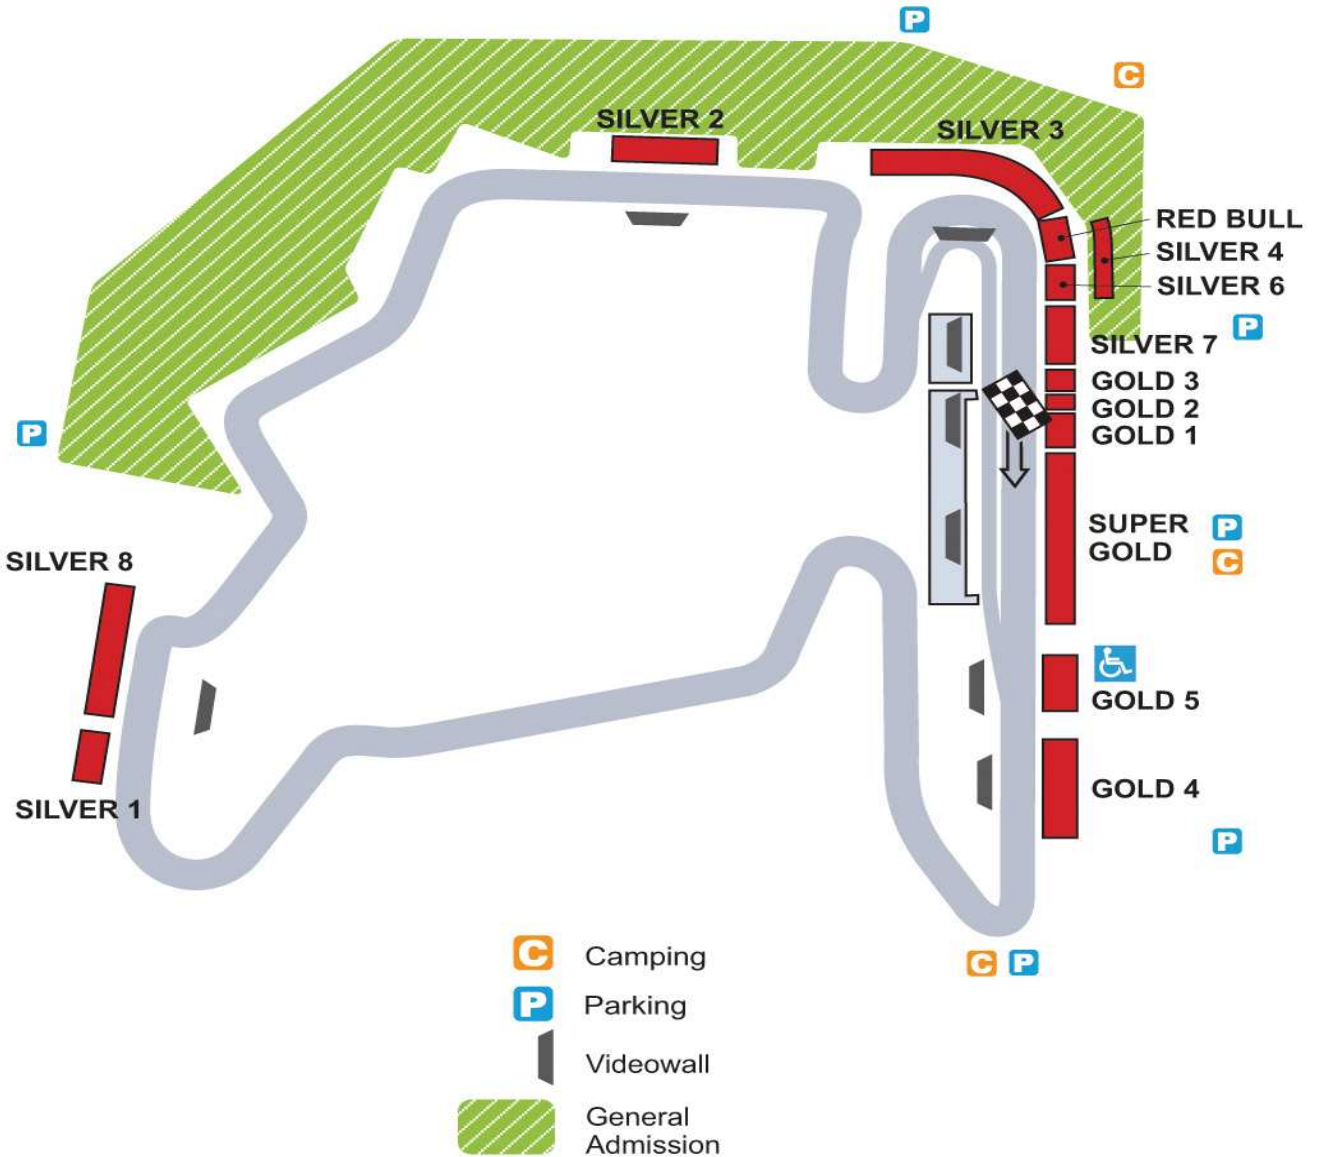 P
C
SILVER 2
SILVER 3
RED BULL
SILVER 4
SILVER 6
P
SILVER 7
GOLD 3
GOLD 2
GOLD 1
P
SUPER
GOLD
P
C
SILVER 8
GOLD 5
GOLD 4
SILVER 1
P
C P
C Camping
P Parking
Videowall
General
Admission